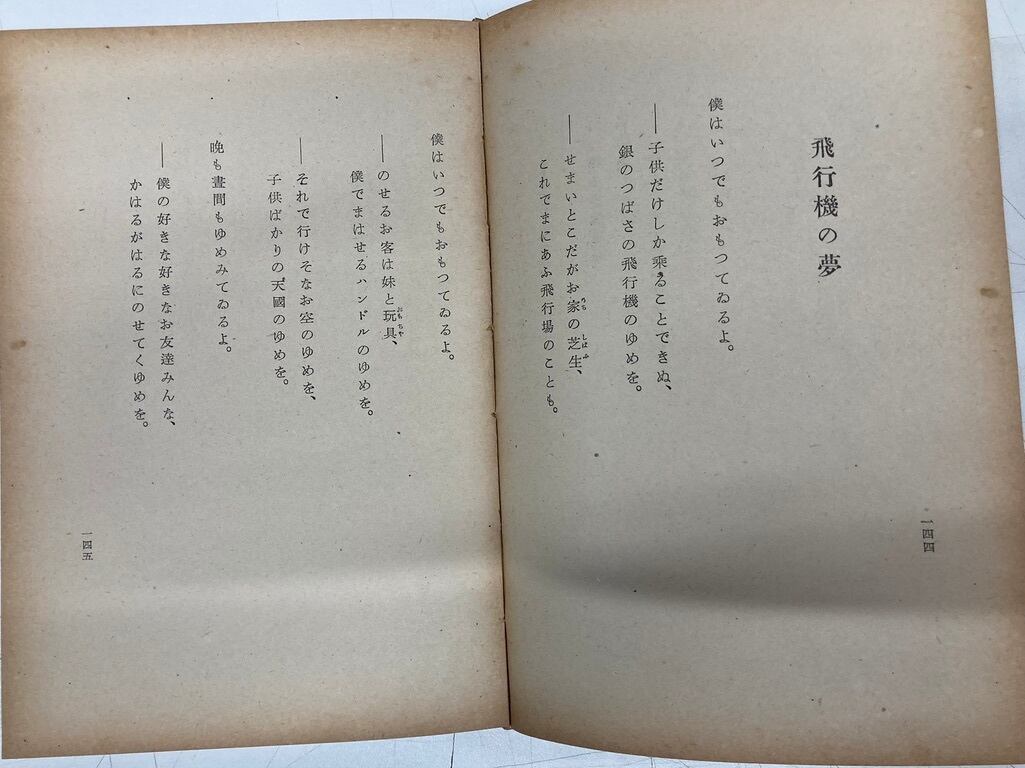 飛行機の夢
僕はいつでもおもつてゐるよ。
――子供だけしか乘ることできぬ、
銀のつばさの飛行機のゆめを。
――せまいとこだがお家の芝生、
これでまにあふ飛行場のことも。
一四四
僕はいつでもおもつてゐるよ。
――のせるお客は妹と玩具、
僕でまはせるハンドルのゆめを。
――それで行けそなお空のゆめを、
子供ばかりの天國のゆめを。
晩も晝間もゆめみてゐるよ。
――僕の好きな好きなお友達みんな、
かはるがはるにのせてくゆめを。
一四五